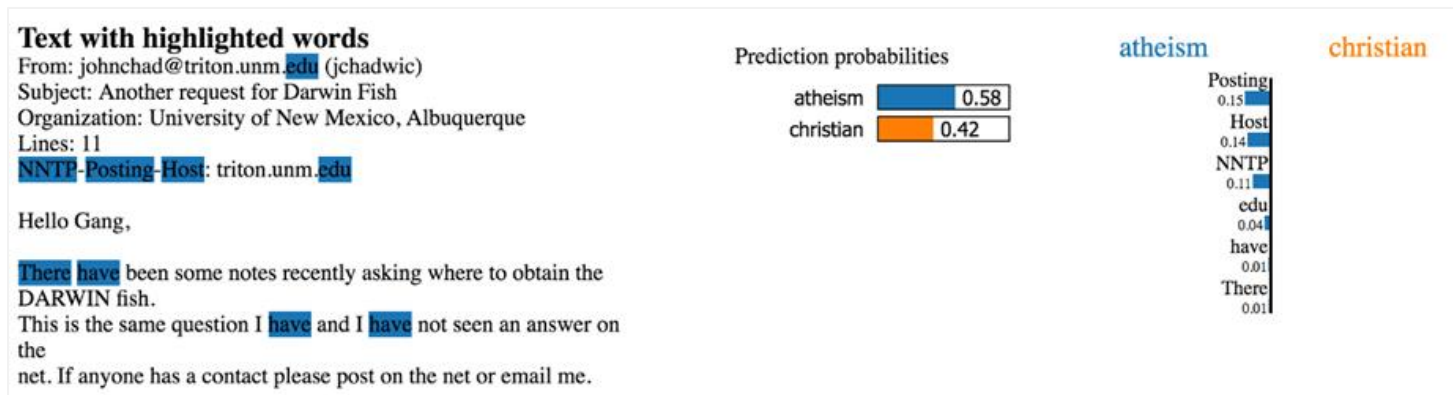 Text with highlighted words
From: johnchad@triton.unm.edu (jchadwic)
Subject: Another request for Darwin Fish
Organization: University of New Mexico, Albuquerque
Lines: 11
NNTP-Posting-Host: triton.unm.edu
Hello Gang,
There have been some notes recently asking where to obtain the
DARWIN fish.
This is the same question I have and I have not seen an answer on
the
net. If anyone has a contact please post on the net or email me.
Prediction probabilities
atheism 0.58
christian 0.42
atheism christian
Posting
0.15
Host
0.14
NNTP
0.11
edu
0.04
have
0.01
There
0.01